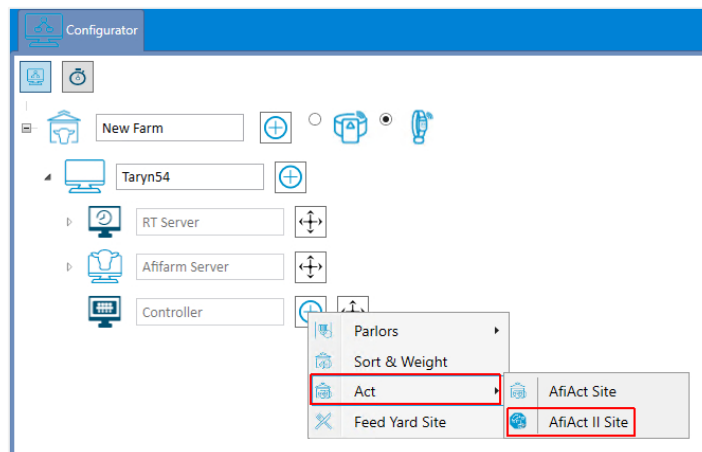 Configurator
New Farm
Taryn54
RT Server
Afifarm Server
Controller
Parlors
Sort & Weight
Act
AfiAct Site
Feed Yard Site
AfiAct II Site